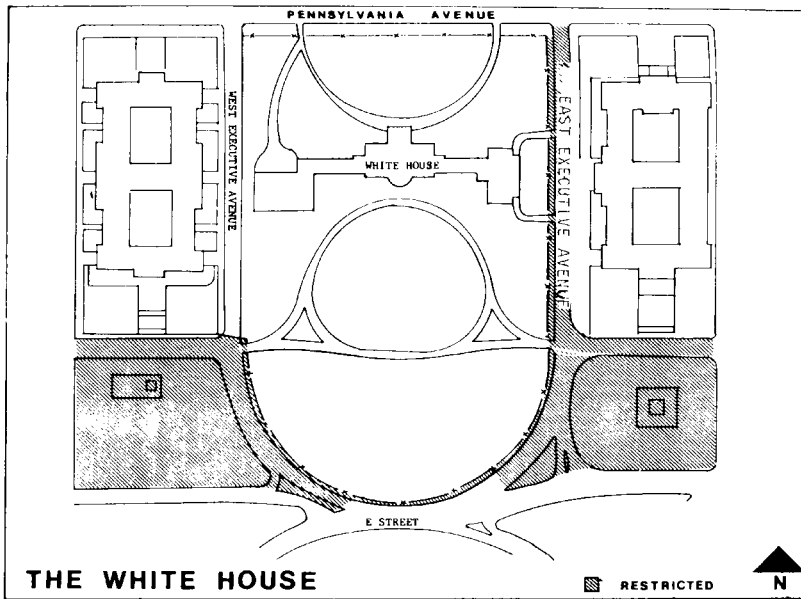 PENNSYLVANIA AVENUE
WEST EXECUTIVE AVENUE
WHITE HOUSE
EAST EXECUTIVE AVENUE
E STREET
THE WHITE HOUSE
RESTRICTED
N